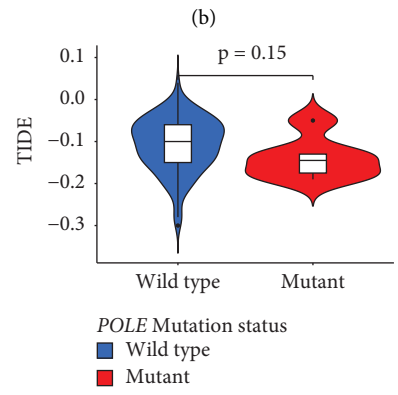 (b)
p = 0.15
TIDE
0.1
0.0
−0.1
−0.2
−0.3
Wild type
Mutant
POLE Mutation status
Wild type
Mutant